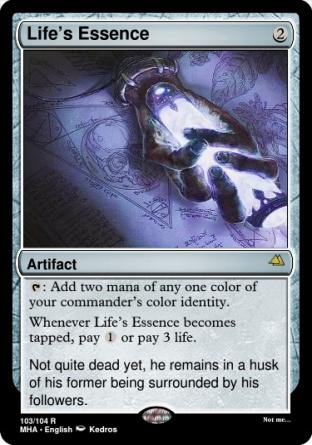 Life's Essence 2
Artifact
: Add two mana of any one color of
your commander's color identity.
Whenever Life's Essence becomes
tapped, pay 1 or pay 3 life.
Not quite dead yet, he remains in a husk
of his former being surrounded by his
followers.
103/104 R
MHA - English Kedros
Not me...